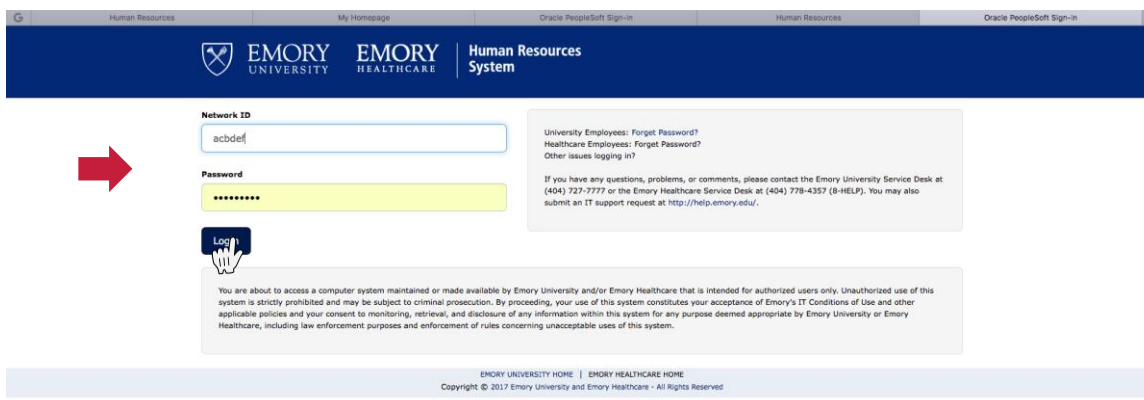 G Human Resources My Homepage Oracle PeopleSoft Sign-in Human Resources Oracle PeopleSoft Sign-in
EMORY UNIVERSITY EMORY HEALTHCARE Human Resources System
Network ID
acbdef
Password
•••••••••
Login
University Employees: Forget Password?
Healthcare Employees: Forget Password?
Other issues logging in?
If you have any questions, problems, or comments, please contact the Emory University Service Desk at
(404) 727-7777 or the Emory Healthcare Service Desk at (404) 778-4357 (8-HELP). You may also
submit an IT support request at http://help.emory.edu/.
You are about to access a computer system maintained or made available by Emory University and/or Emory Healthcare that is intended for authorized users only. Unauthorized use of this
system is strictly prohibited and may be subject to criminal prosecution. By proceeding, your use of this system constitutes your acceptance of Emory's IT Conditions of Use and other
applicable policies and your consent to monitoring, retrieval, and disclosure of any information within this system for any purpose deemed appropriate by Emory University or Emory
Healthcare, including law enforcement purposes and enforcement of rules concerning unacceptable uses of this system.
EMORY UNIVERSITY HOME | EMORY HEALTHCARE HOME
Copyright © 2017 Emory University and Emory Healthcare - All Rights Reserved